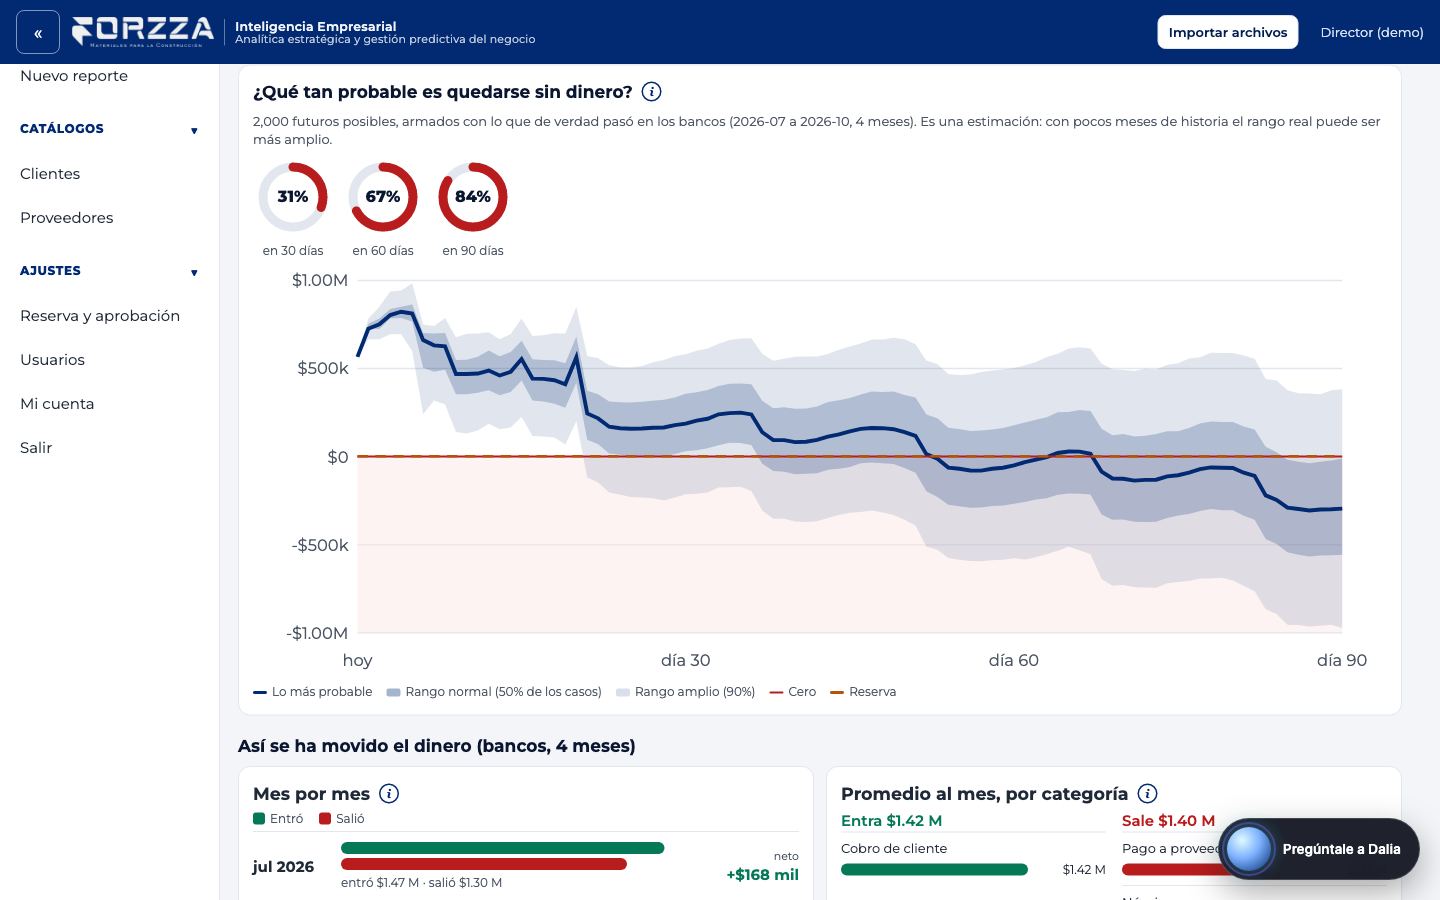 «
FORZZA
MATERIALES PARA LA CONSTRUCCIÓN
Inteligencia Empresarial
Analítica estratégica y gestión predictiva del negocio
Importar archivos
Director (demo)
Nuevo reporte
CATÁLOGOS ▾
Clientes
Proveedores
AJUSTES ▾
Reserva y aprobación
Usuarios
Mi cuenta
Salir
¿Qué tan probable es quedarse sin dinero? i
2,000 futuros posibles, armados con lo que de verdad pasó en los bancos (2026-07 a 2026-10, 4 meses). Es una estimación: con pocos meses de historia el rango real puede ser
más amplio.
31% 67% 84%
en 30 días en 60 días en 90 días
$1.00M
$500k
$0
-$500k
-$1.00M
hoy día 30 día 60 día 90
Lo más probable Rango normal (50% de los casos) Rango amplio (90%) Cero Reserva
Así se ha movido el dinero (bancos, 4 meses)
Mes por mes i
Entró Salió
jul 2026
entró $1.47 M · salió $1.30 M
neto
+$168 mil
Promedio al mes, por categoría i
Entra $1.42 M
Cobro de cliente
$1.42 M
Sale $1.40 M
Pago a provee
Pregúntale a Dalia